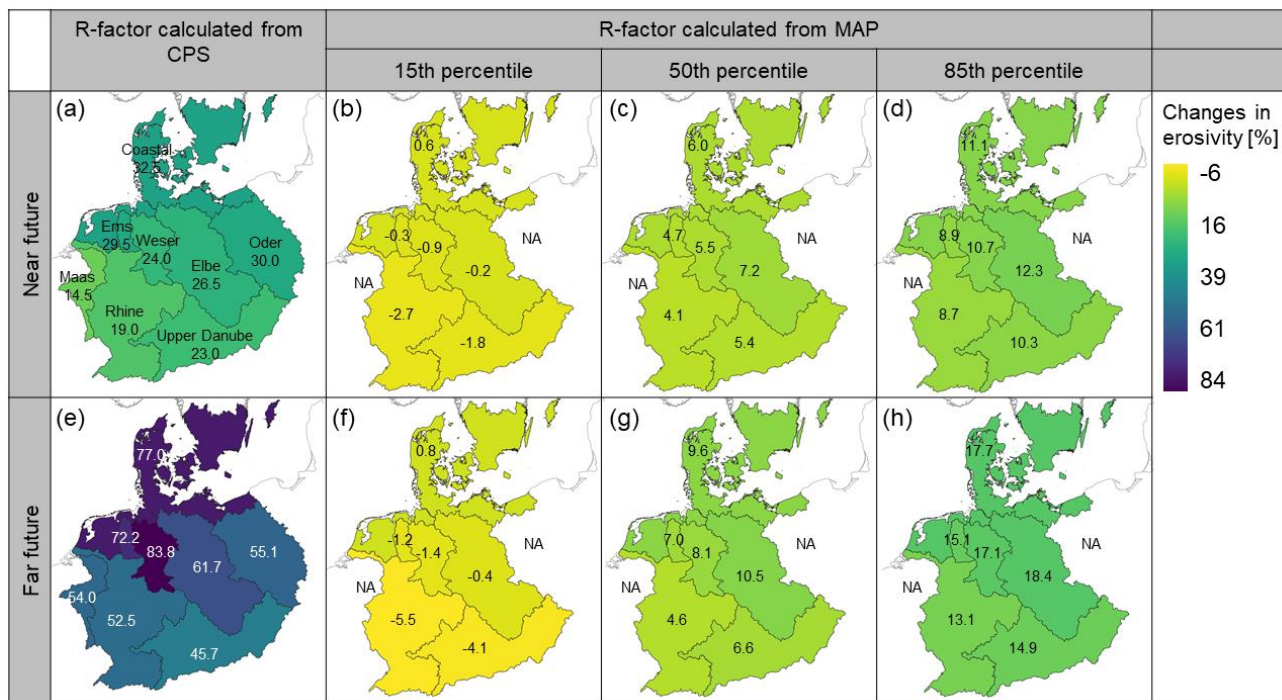 R-factor calculated from
CPS
R-factor calculated from MAP
15th percentile
50th percentile
85th percentile
Near future
(a)
Coastal
32.5
Ems
29.5
Weser
24.0
Oder
30.0
Elbe
26.5
Maas
14.5
Rhine
19.0
Upper Danube
23.0
(b)
0.6
-0.3
-0.9
NA
-0.2
NA
-2.7
-1.8
(c)
6.0
4.7
5.5
NA
7.2
NA
4.1
5.4
(d)
11.1
8.9
10.7
NA
12.3
NA
8.7
10.3
Changes in
erosivity [%]
-6
16
39
61
84
Far future
(e)
77.0
72.2
83.8
61.7
55.1
54.0
52.5
45.7
(f)
0.8
-1.2
-1.4
NA
-0.4
NA
-5.5
-4.1
(g)
9.6
7.0
8.1
NA
10.5
NA
4.6
6.6
(h)
17.7
15.1
17.1
NA
18.4
NA
13.1
14.9